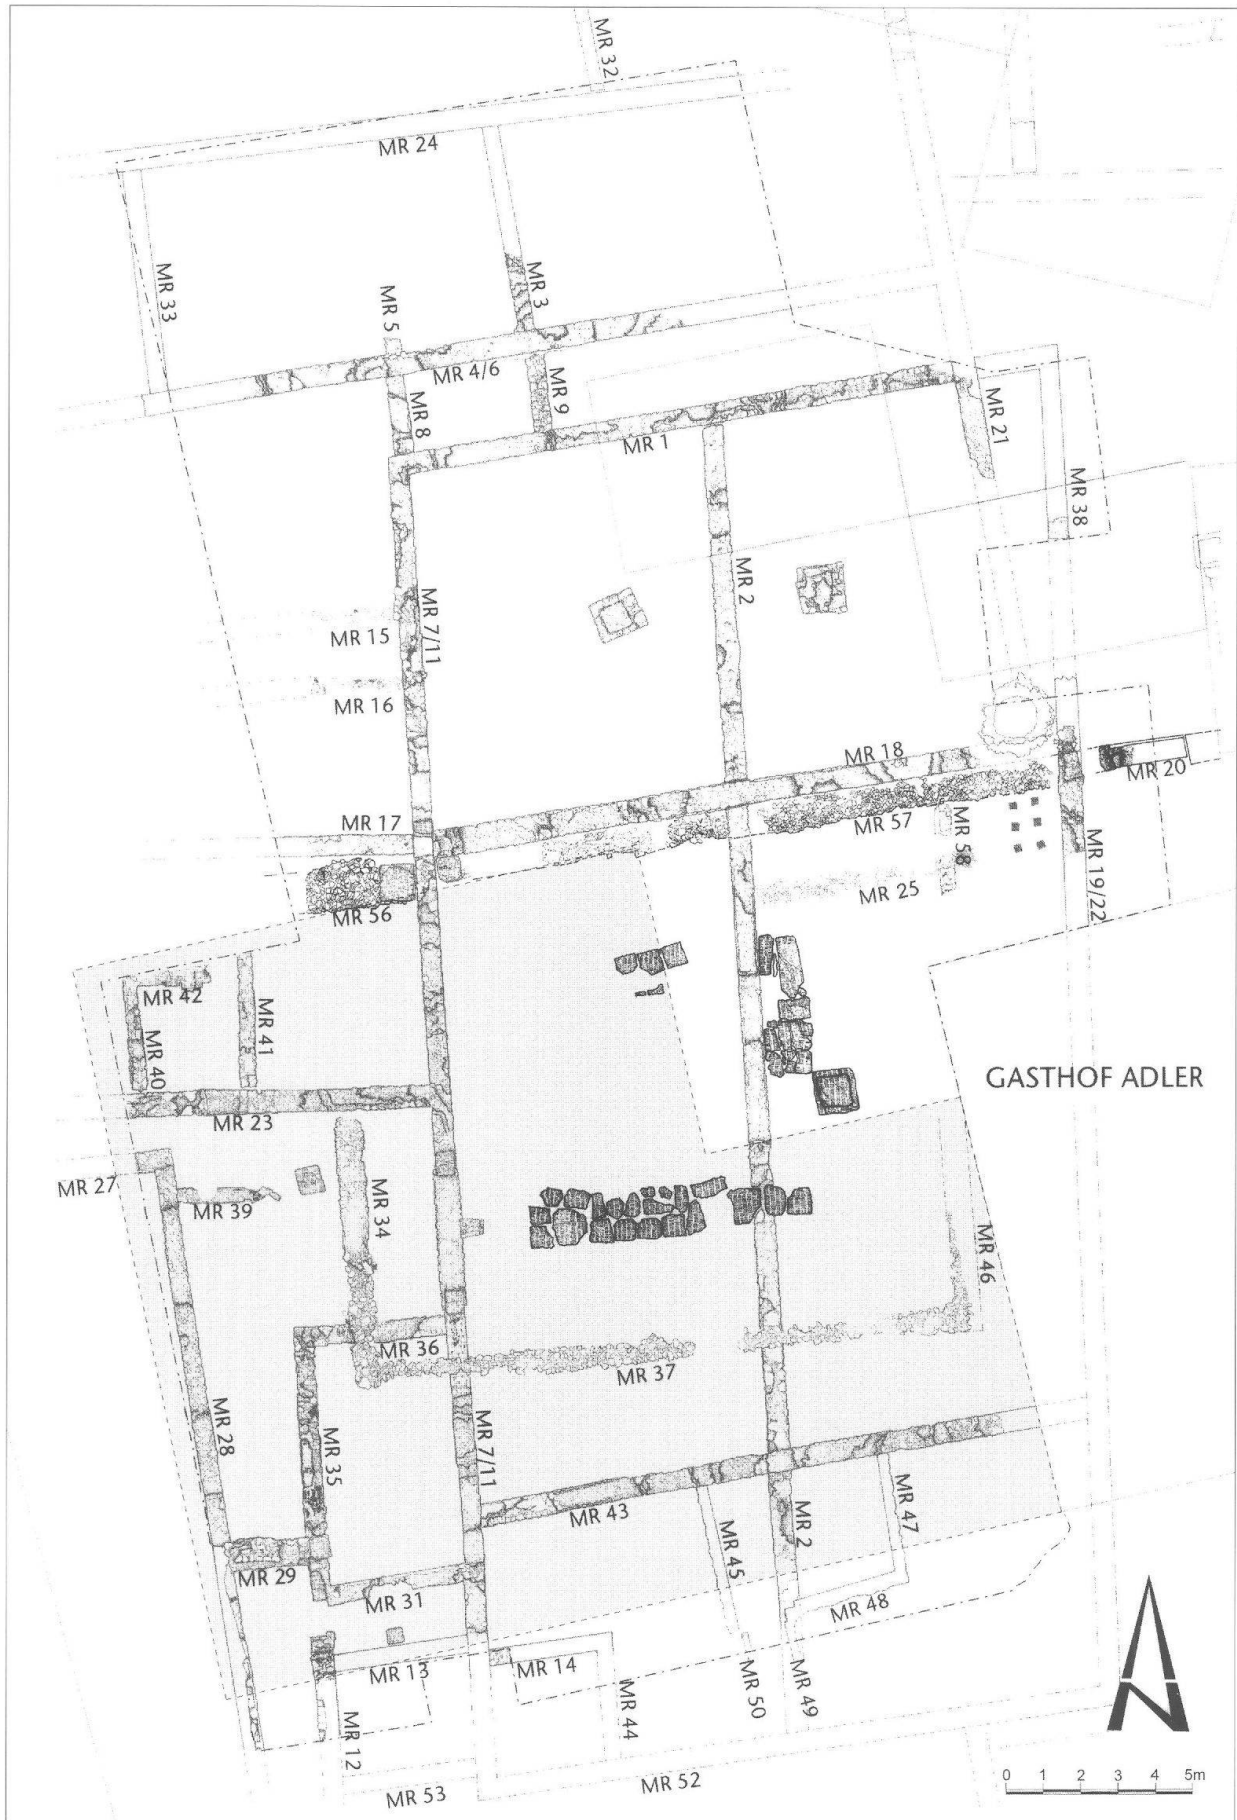 MR 32
MR 24
MR 33
MR 5
MR 3
MR 4/6
MR 8
MR 9
MR 1
MR 21
MR 38
MR 2
MR 7/11
MR 15
MR 16
MR 18
MR 20
MR 17
MR 57
MR 58
MR 25
MR 19/22
MR 56
MR 42
MR 41
MR 40
GASTHOF ADLER
MR 23
MR 27
MR 39
MR 34
MR 46
MR 36
MR 37
MR 28
MR 35
MR 7/11
MR 43
MR 2
MR 47
MR 45
MR 29
MR 31
MR 48
MR 13
MR 14
MR 44
MR 50
MR 49
MR 12
MR 53
MR 52
N
0 1 2 3 4 5m